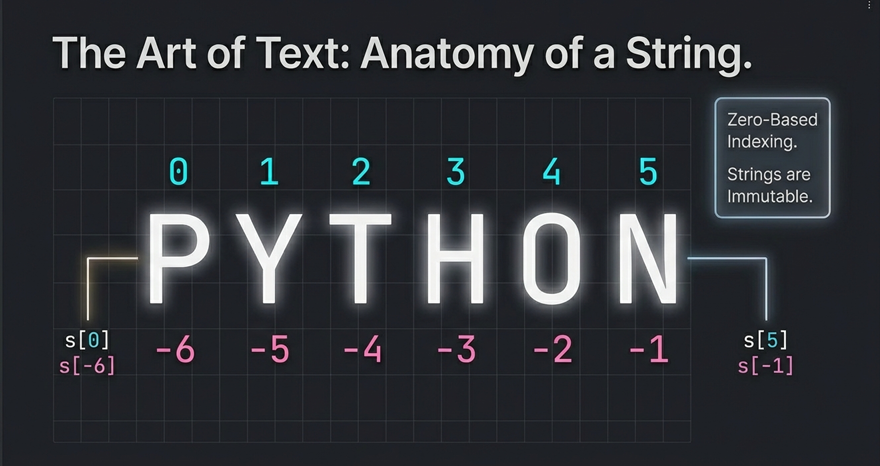 The Art of Text: Anatomy of a String.
Zero-Based
Indexing.
Strings are
Immutable.
0 1 2 3 4 5
PYTHON
s[0]
s[-6]
-6 -5 -4 -3 -2 -1
s[5]
s[-1]